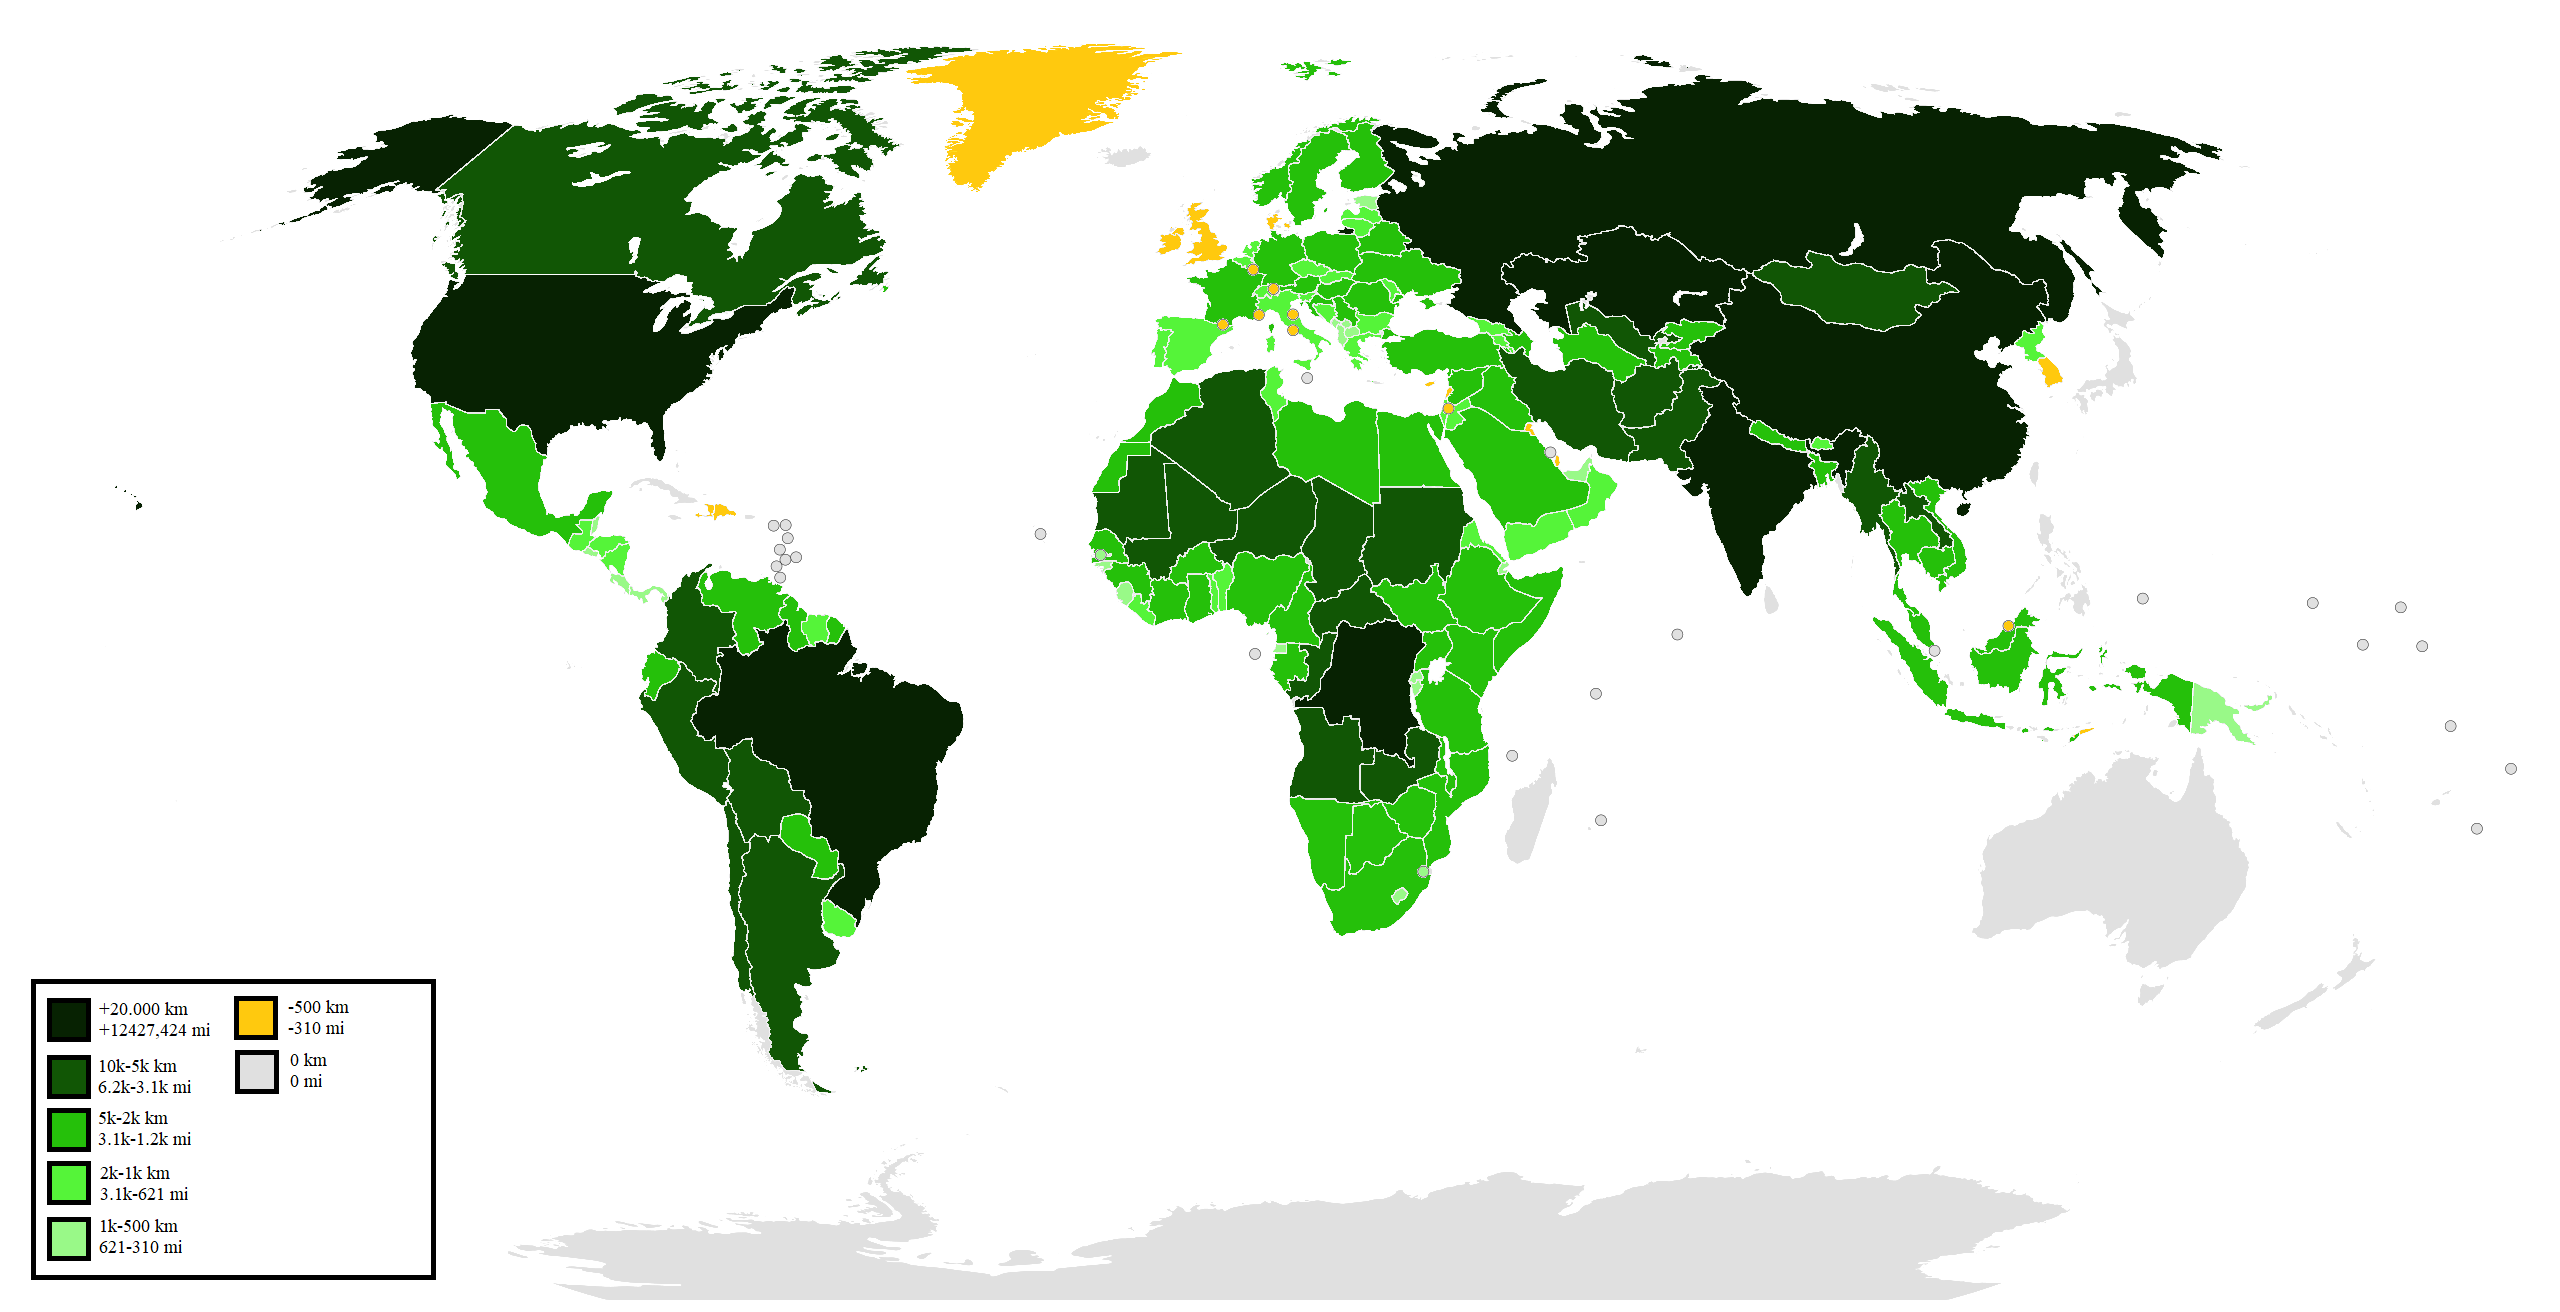 +20.000 km
+12427,424 mi
10k-5k km
6.2k-3.1k mi
5k-2k km
3.1k-1.2k mi
2k-1k km
3.1k-621 mi
1k-500 km
621-310 mi
-500 km
-310 mi
0 km
0 mi